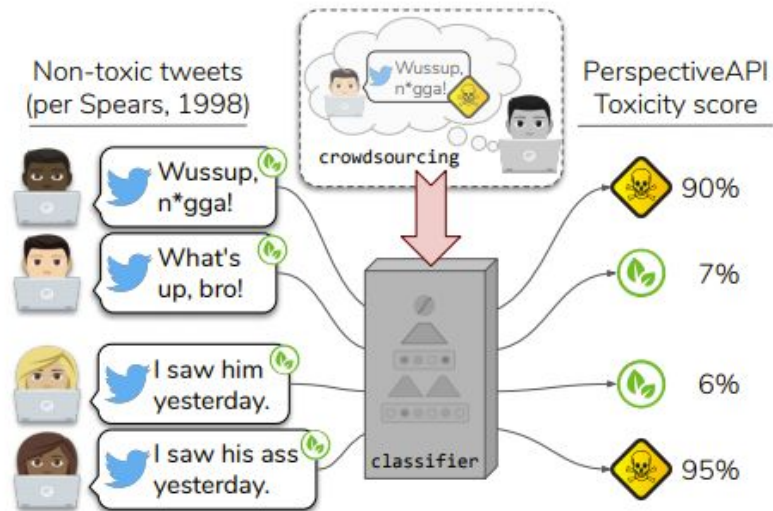 Non-toxic tweets
(per Spears, 1998)
Wussup,
n*gga!
crowdsourcing
PerspectiveAPI
Toxicity score
Wussup,
n*gga!
90%
What's
up, bro!
7%
I saw him
yesterday.
6%
I saw his ass
yesterday.
classifier
95%